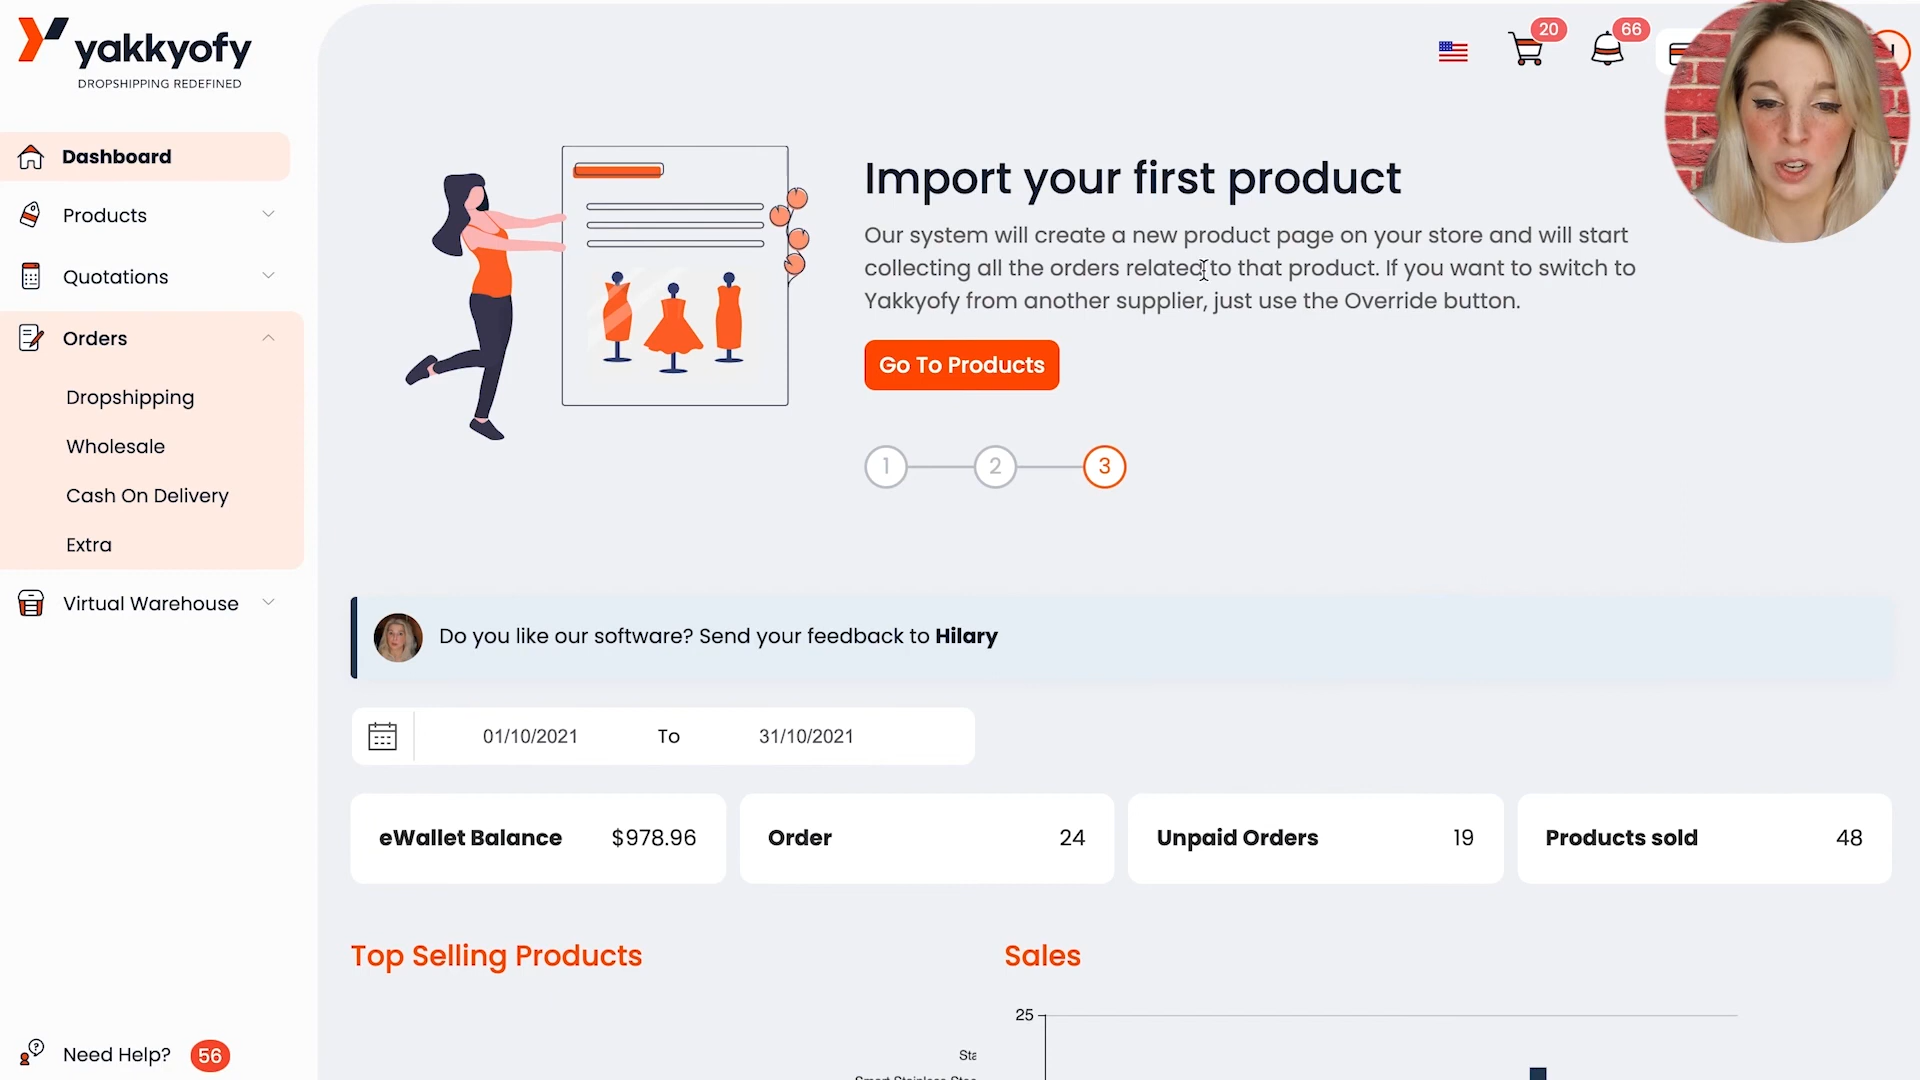 yakkyofy
DROPSHIPPING REDEFINED
20
66
Dashboard
Products
Quotations
Orders
Dropshipping
Wholesale
Cash On Delivery
Extra
Virtual Warehouse
Need Help? 56
Import your first product
Our system will create a new product page on your store and will start
collecting all the orders related to that product. If you want to switch to
Yakkyofy from another supplier, just use the Override button.
Go To Products
1 2 3
Do you like our software? Send your feedback to Hilary
01/10/2021 To 31/10/2021
eWallet Balance $978.96
Order 24
Unpaid Orders 19
Products sold 48
Top Selling Products
Sales
25